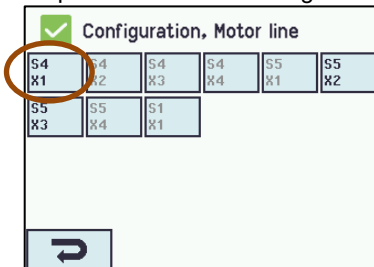 Configuration, Motor line
S4 S4 S4 S4 S5 S5
X1 X2 X3 X4 X1 X2
S5 S5 S1
X3 X4 X1